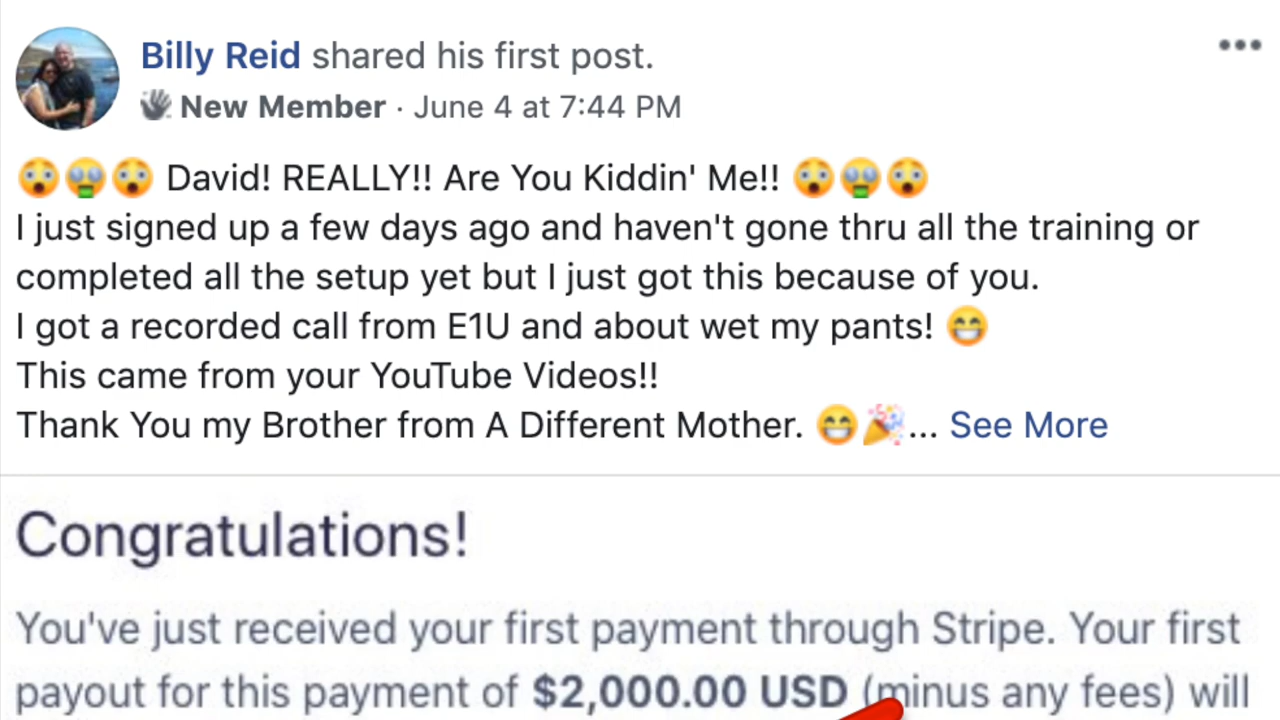 Billy Reid shared his first post.
New Member · June 4 at 7:44 PM
😲🤑😲 David! REALLY!! Are You Kiddin' Me!! 😲🤑😲
I just signed up a few days ago and haven't gone thru all the training or
completed all the setup yet but I just got this because of you.
I got a recorded call from E1U and about wet my pants! 😁
This came from your YouTube Videos!!
Thank You my Brother from A Different Mother. 😁🎉... See More
Congratulations!
You've just received your first payment through Stripe. Your first
payout for this payment of $2,000.00 USD (minus any fees) will